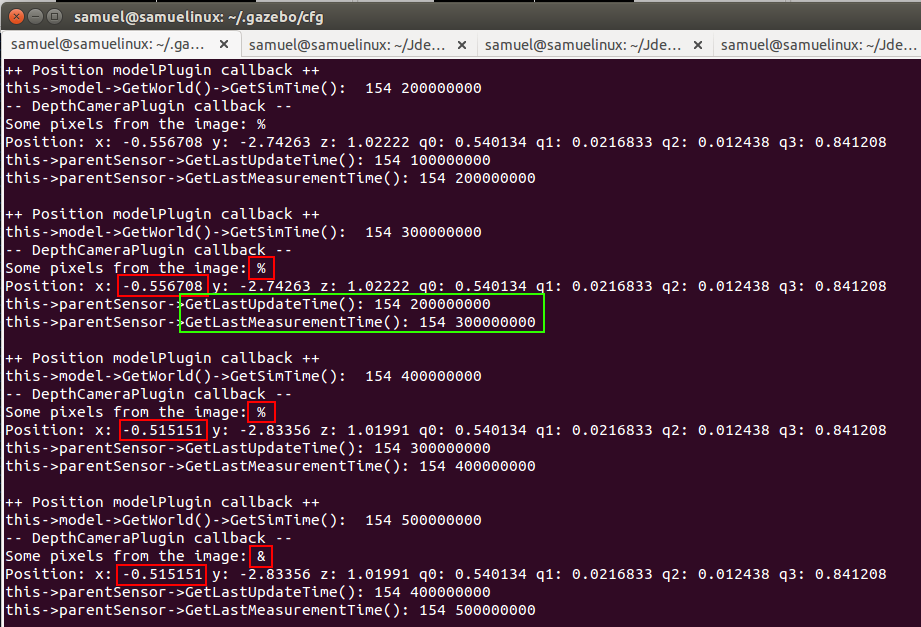 samuel@samuelinux: ~/.gazebo/cfg
samuel@samuelinux: ~/.ga... × samuel@samuelinux: ~/Jde... × samuel@samuelinux: ~/Jde... × samuel@samuelinux: ~/Jde...
++ Position modelPlugin callback ++
this->model->GetWorld()->GetSimTime():  154 200000000
-- DepthCameraPlugin callback --
Some pixels from the image: %
Position: x: -0.556708 y: -2.74263 z: 1.02222 q0: 0.540134 q1: 0.0216833 q2: 0.012438 q3: 0.841208
this->parentSensor->GetLastUpdateTime(): 154 100000000
this->parentSensor->GetLastMeasurementTime(): 154 200000000

++ Position modelPlugin callback ++
this->model->GetWorld()->GetSimTime():  154 300000000
-- DepthCameraPlugin callback --
Some pixels from the image: %
Position: x: -0.556708 y: -2.74263 z: 1.02222 q0: 0.540134 q1: 0.0216833 q2: 0.012438 q3: 0.841208
this->parentSensor->GetLastUpdateTime(): 154 200000000
this->parentSensor->GetLastMeasurementTime(): 154 300000000

++ Position modelPlugin callback ++
this->model->GetWorld()->GetSimTime():  154 400000000
-- DepthCameraPlugin callback --
Some pixels from the image: %
Position: x: -0.515151 y: -2.83356 z: 1.01991 q0: 0.540134 q1: 0.0216833 q2: 0.012438 q3: 0.841208
this->parentSensor->GetLastUpdateTime(): 154 300000000
this->parentSensor->GetLastMeasurementTime(): 154 400000000

++ Position modelPlugin callback ++
this->model->GetWorld()->GetSimTime():  154 500000000
-- DepthCameraPlugin callback --
Some pixels from the image: &
Position: x: -0.515151 y: -2.83356 z: 1.01991 q0: 0.540134 q1: 0.0216833 q2: 0.012438 q3: 0.841208
this->parentSensor->GetLastUpdateTime(): 154 400000000
this->parentSensor->GetLastMeasurementTime(): 154 500000000